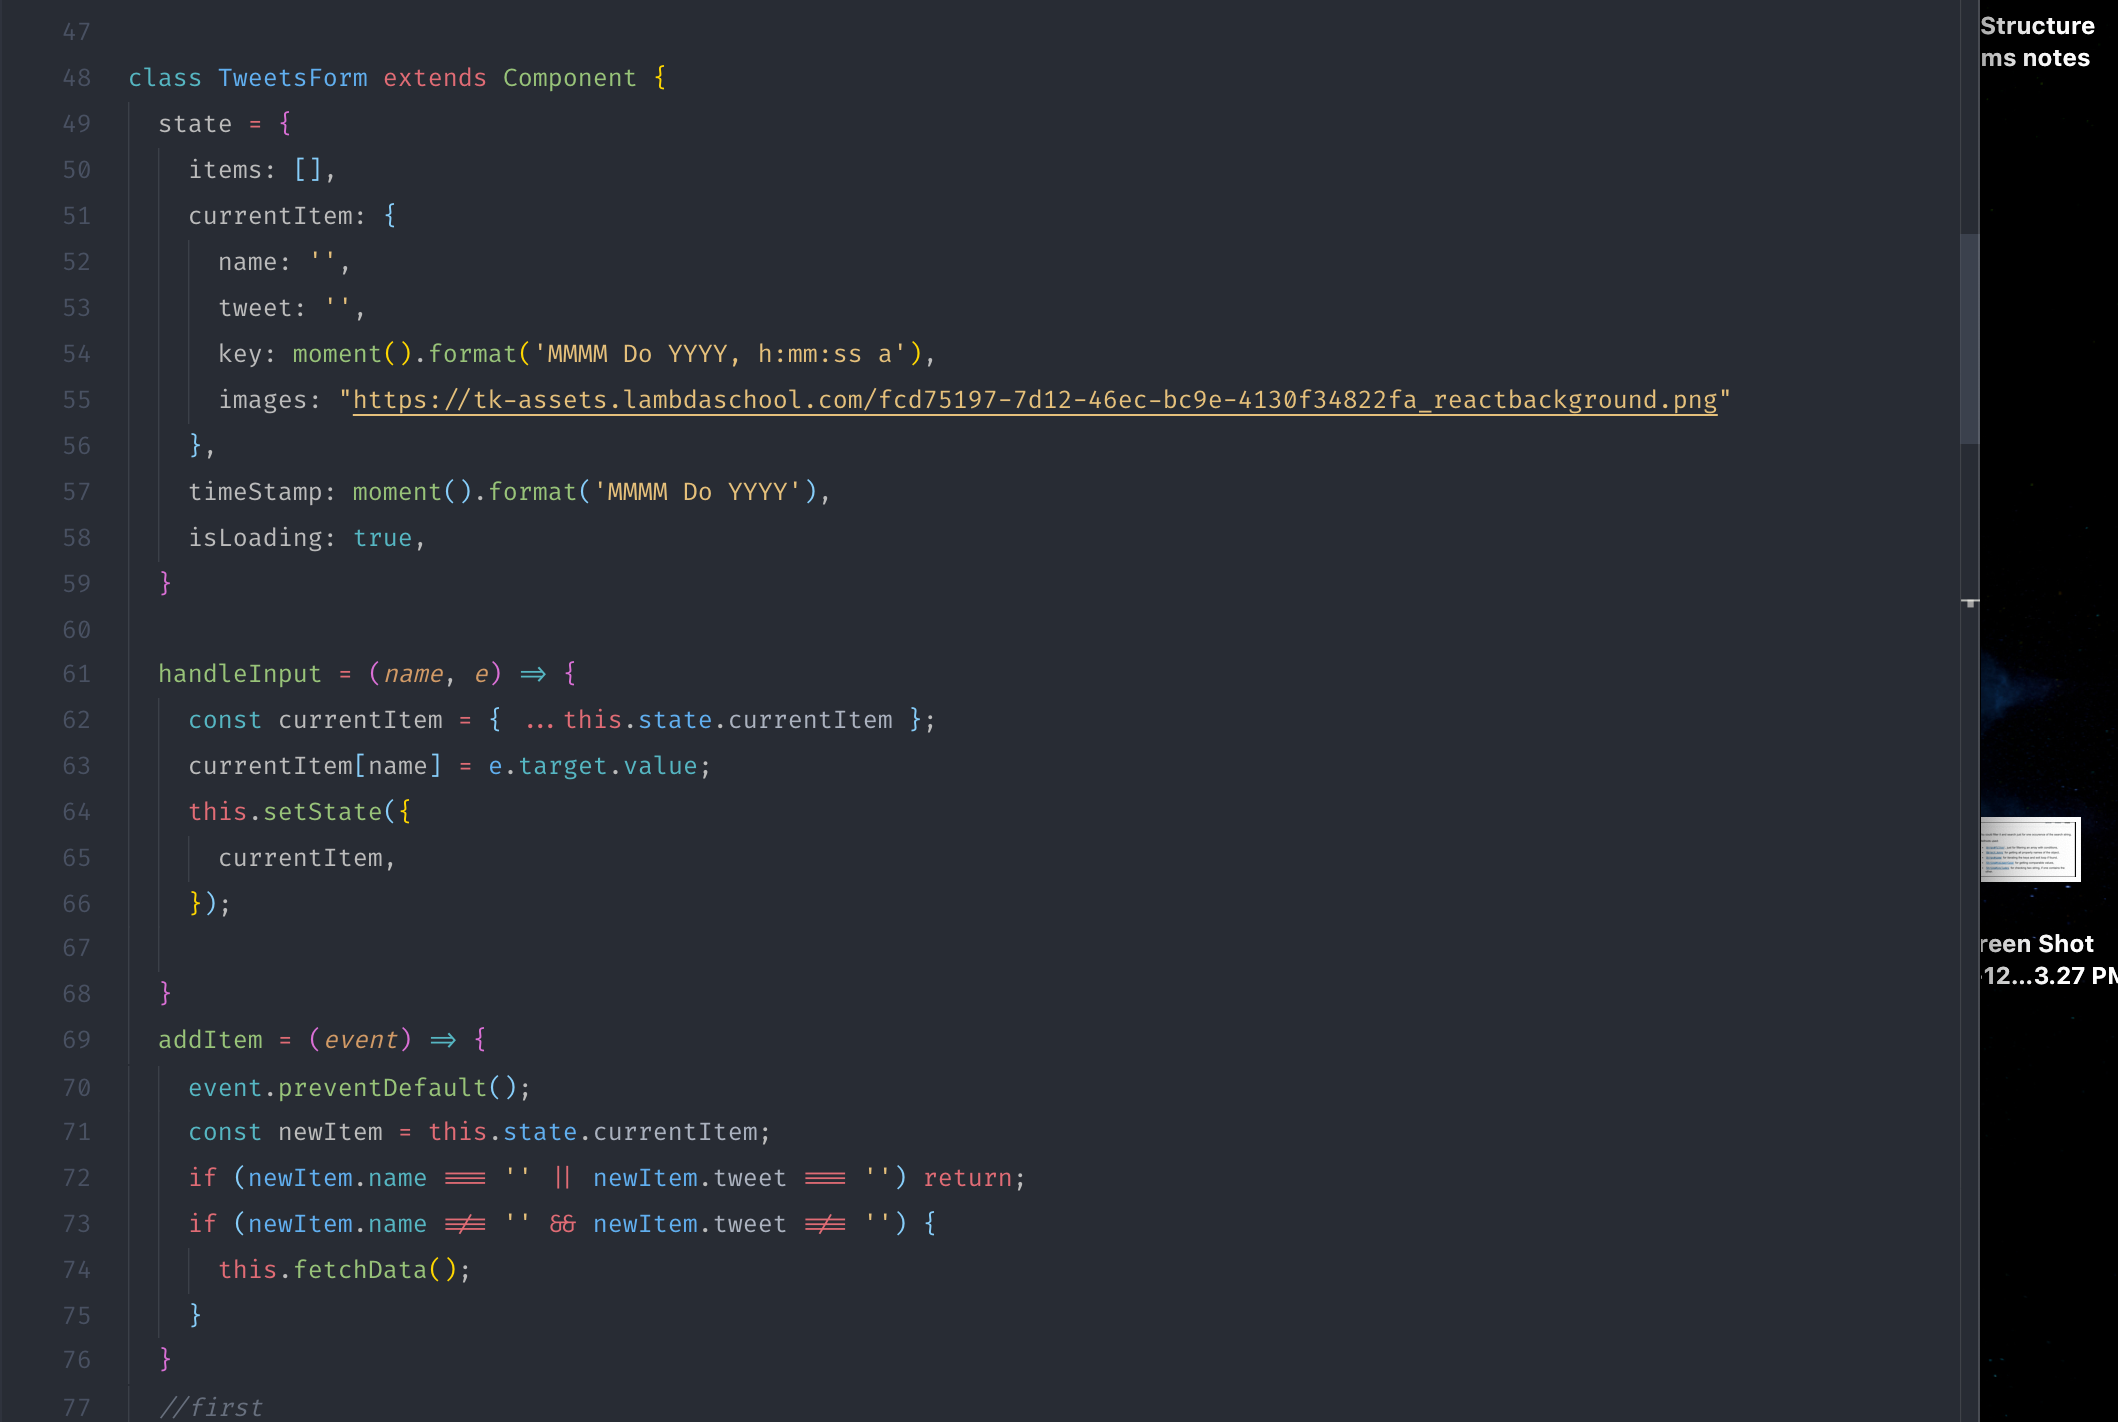 47
48 class TweetsForm extends Component {
49 state = {
50 items: [],
51 currentItem: {
52 name: '',
53 tweet: '',
54 key: moment().format('MMMM Do YYYY, h:mm:ss a'),
55 images: "https://tk-assets.lambdaschool.com/fcd75197-7d12-46ec-bc9e-4130f34822fa_reactbackground.png"
56 },
57 timeStamp: moment().format('MMMM Do YYYY'),
58 isLoading: true,
59 }
60
61 handleInput = (name, e) => {
62 const currentItem = { ...this.state.currentItem };
63 currentItem[name] = e.target.value;
64 this.setState({
65 currentItem,
66 });
67
68 }
69 addItem = (event) => {
70 event.preventDefault();
71 const newItem = this.state.currentItem;
72 if (newItem.name === '' || newItem.tweet === '') return;
73 if (newItem.name !== '' && newItem.tweet !== '') {
74 this.fetchData();
75 }
76 }
77 //first
Structure
ms notes
reen Shot
-12...3.27 PM